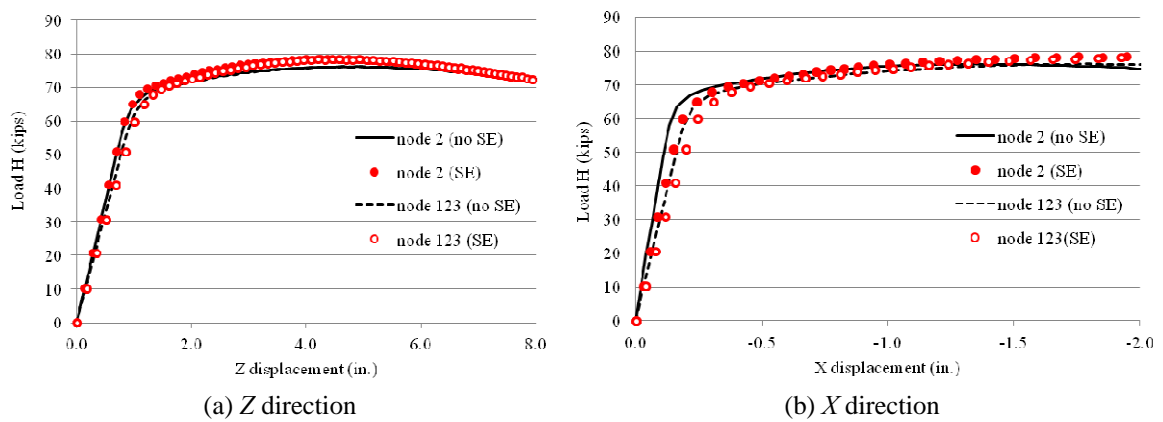 90
80
70
60
50
40
30
20
10
0
Load H (kips)
node 2 (no SE)
node 2 (SE)
node 123 (no SE)
node 123 (SE)
0.0 2.0 4.0 6.0 8.0
Z displacement (in.)
(a) Z direction
90
80
70
60
50
40
30
20
10
0
Load H (kips)
node 2 (no SE)
node 2 (SE)
node 123 (no SE)
node 123(SE)
0.0 -0.5 -1.0 -1.5 -2.0
X displacement (in.)
(b) X direction